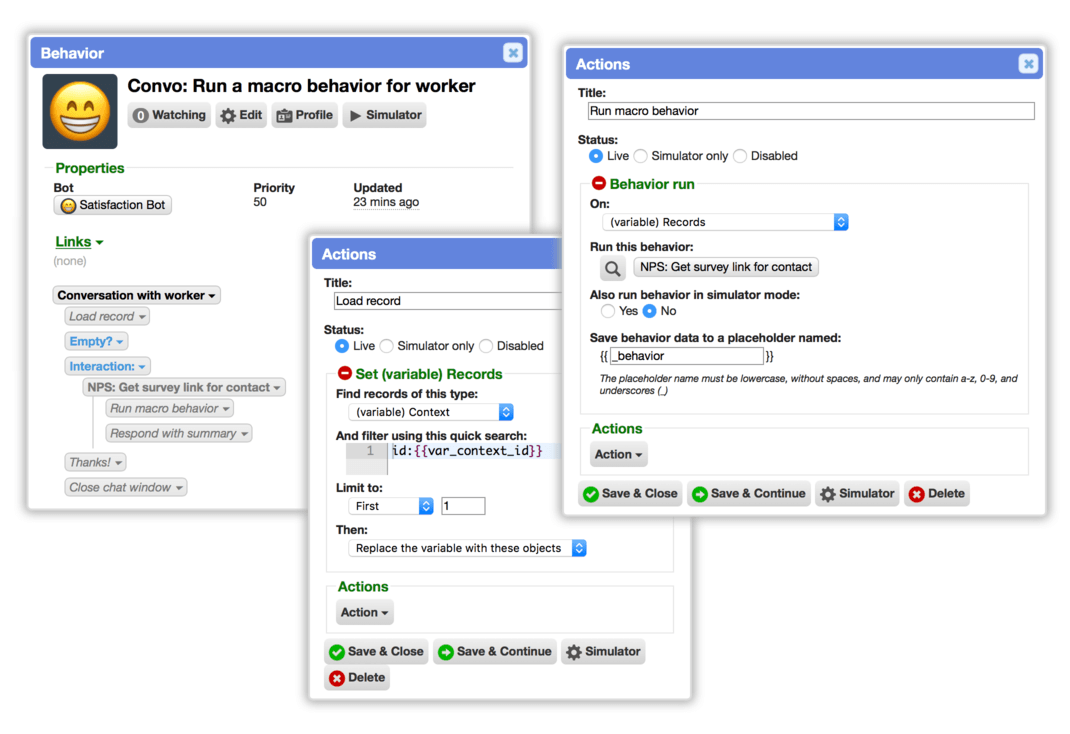 Behavior
Convo: Run a macro behavior for worker
0 Watching Edit Profile Simulator
Properties
Bot Priority Updated
Satisfaction Bot 50 23 mins ago
Links
(none)
Conversation with worker
Load record
Empty?
Interaction:
NPS: Get survey link for contact
Run macro behavior
Respond with summary
Thanks!
Close chat window
Actions
Title:
Load record
Status:
Live Simulator only Disabled
Set (variable) Records
Find records of this type:
(variable) Context
And filter using this quick search:
1 id:{{var_context_id}}
Limit to:
First 1
Then:
Replace the variable with these objects
Actions
Action
Save & Close Save & Continue Simulator
Delete
Actions
Title:
Run macro behavior
Status:
Live Simulator only Disabled
Behavior run
On:
(variable) Records
Run this behavior:
NPS: Get survey link for contact
Also run behavior in simulator mode:
Yes No
Save behavior data to a placeholder named:
{{ _behavior }}
The placeholder name must be lowercase, without spaces, and may only contain a-z, 0-9, and
underscores (_)
Actions
Action
Save & Close Save & Continue Simulator Delete